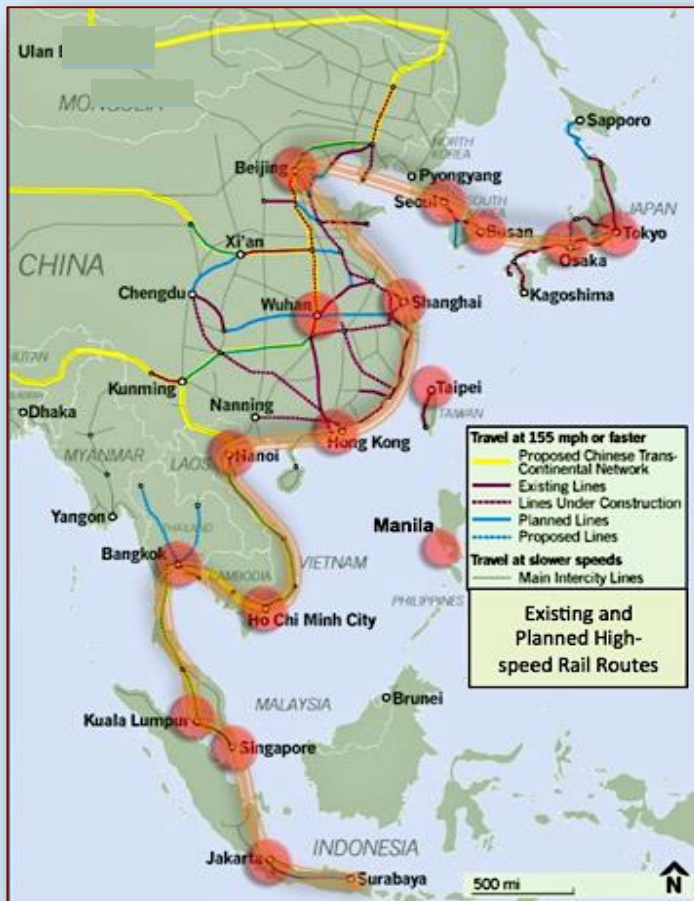 Ulan
MONGOLIA
Sapporo
NORTH
KOREA
Beijing
Pyongyang
Seoul
SOUTH
KOREA
Busan
JAPAN
Tokyo
Osaka
Kagoshima
Xi'an
CHINA
Chengdu
Wuhan
Shanghai
Kunming
Taipei
TAIWAN
Nanning
Hong Kong
Dhaka
Hanoi
MYANMAR
LAOS
Yangon
THAILAND
Bangkok
CAMBODIA
VIETNAM
Ho Chi Minh City
Manila
PHILIPPINES
Travel at 155 mph or faster
Proposed Chinese Trans-
Continental Network
Existing Lines
Lines Under Construction
Planned Lines
Proposed Lines
Travel at slower speeds
Main Intercity Lines
Existing and
Planned High-
speed Rail Routes
Brunei
MALAYSIA
Kuala Lumpur
Singapore
INDONESIA
Jakarta
Surabaya
500 mi
N